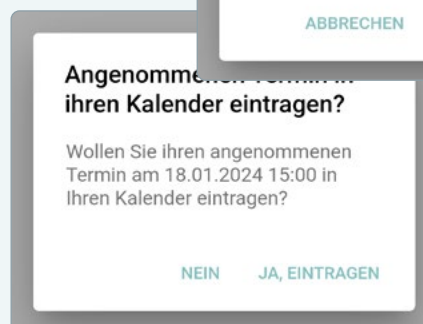 ABBRECHEN
Angenommenen Termin in
ihren Kalender eintragen?
Wollen Sie ihren angenommenen
Termin am 18.01.2024 15:00 in
Ihren Kalender eintragen?
NEIN JA, EINTRAGEN